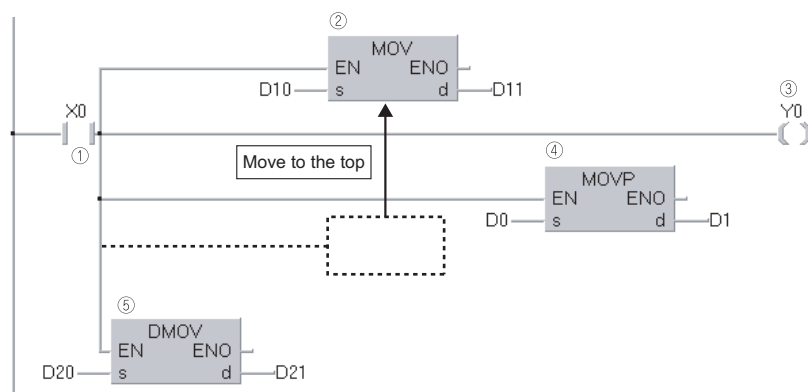 ②
MOV
EN ENO
D10 s d D11
X0
①
③
Y0
Move to the top
④
MOVP
EN ENO
D0 s d D1
⑤
DMOV
EN ENO
D20 s d D21